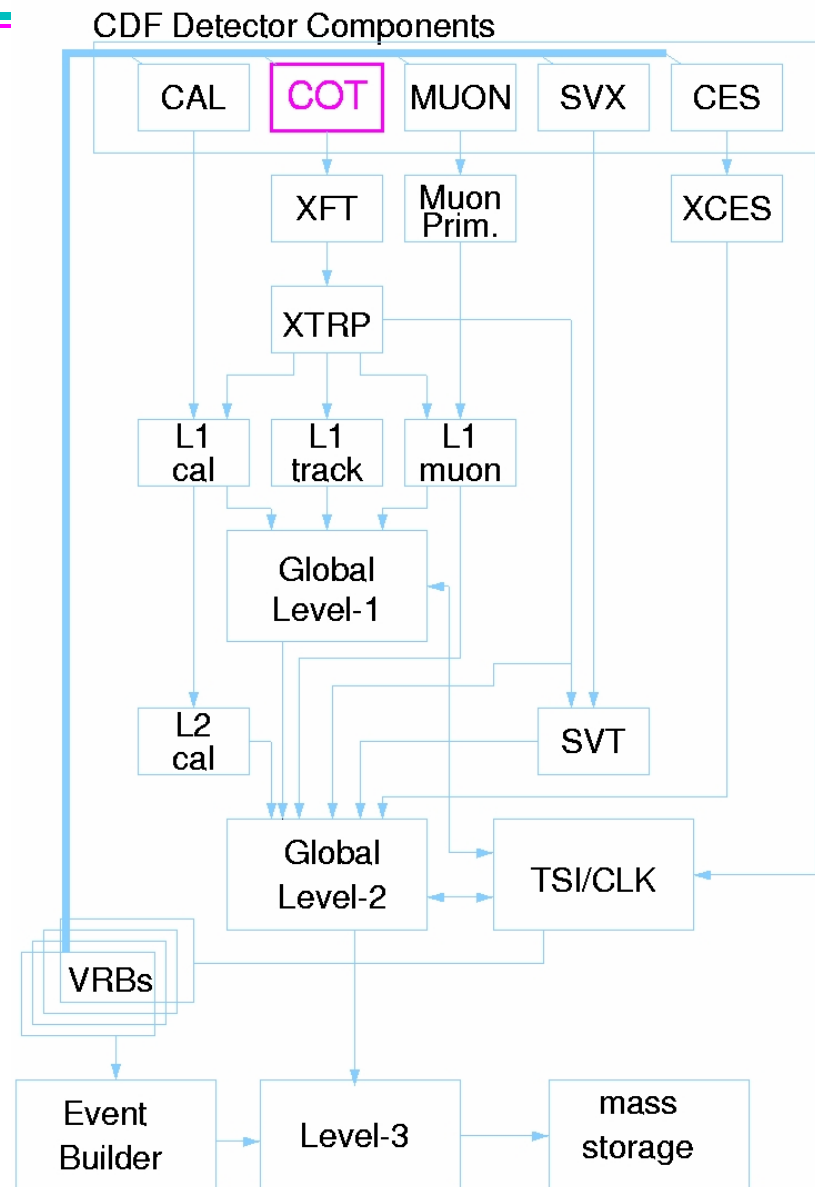 CDF Detector Components
CAL
COT
MUON
SVX
CES
XFT
Muon
Prim.
XCES
XTRP
L1
cal
L1
track
L1
muon
Global
Level-1
L2
cal
SVT
Global
Level-2
TSI/CLK
VRBs
Event
Builder
Level-3
mass
storage